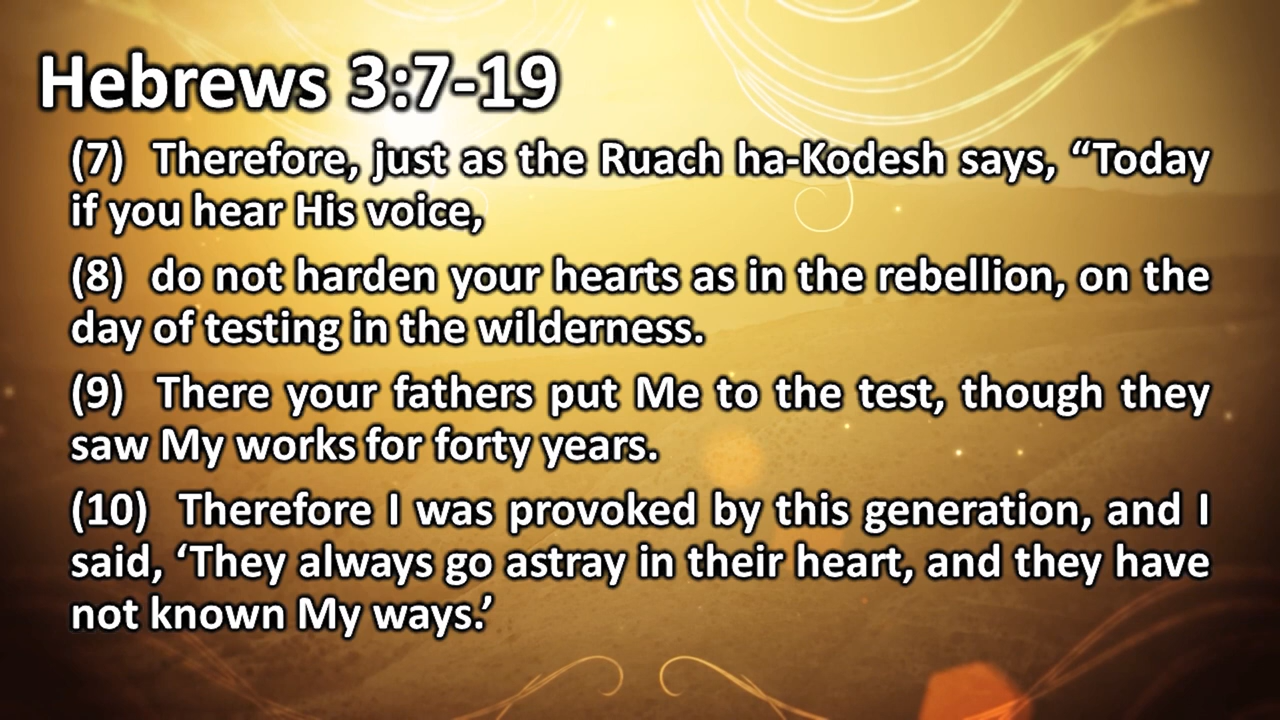 Hebrews 3:7-19
(7) Therefore, just as the Ruach ha-Kodesh says, “Today
if you hear His voice,
(8) do not harden your hearts as in the rebellion, on the
day of testing in the wilderness.
(9) There your fathers put Me to the test, though they
saw My works for forty years.
(10) Therefore I was provoked by this generation, and I
said, ‘They always go astray in their heart, and they have
not known My ways.’